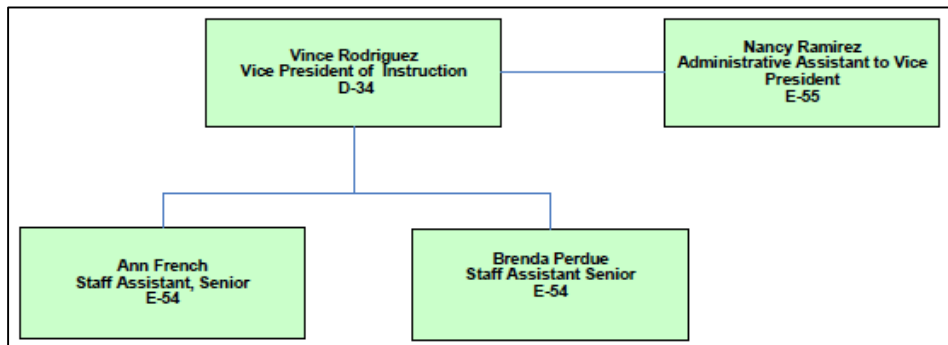 Vince Rodriguez
Vice President of Instruction
D-34
Nancy Ramirez
Administrative Assistant to Vice
President
E-55
Ann French
Staff Assistant, Senior
E-54
Brenda Perdue
Staff Assistant Senior
E-54